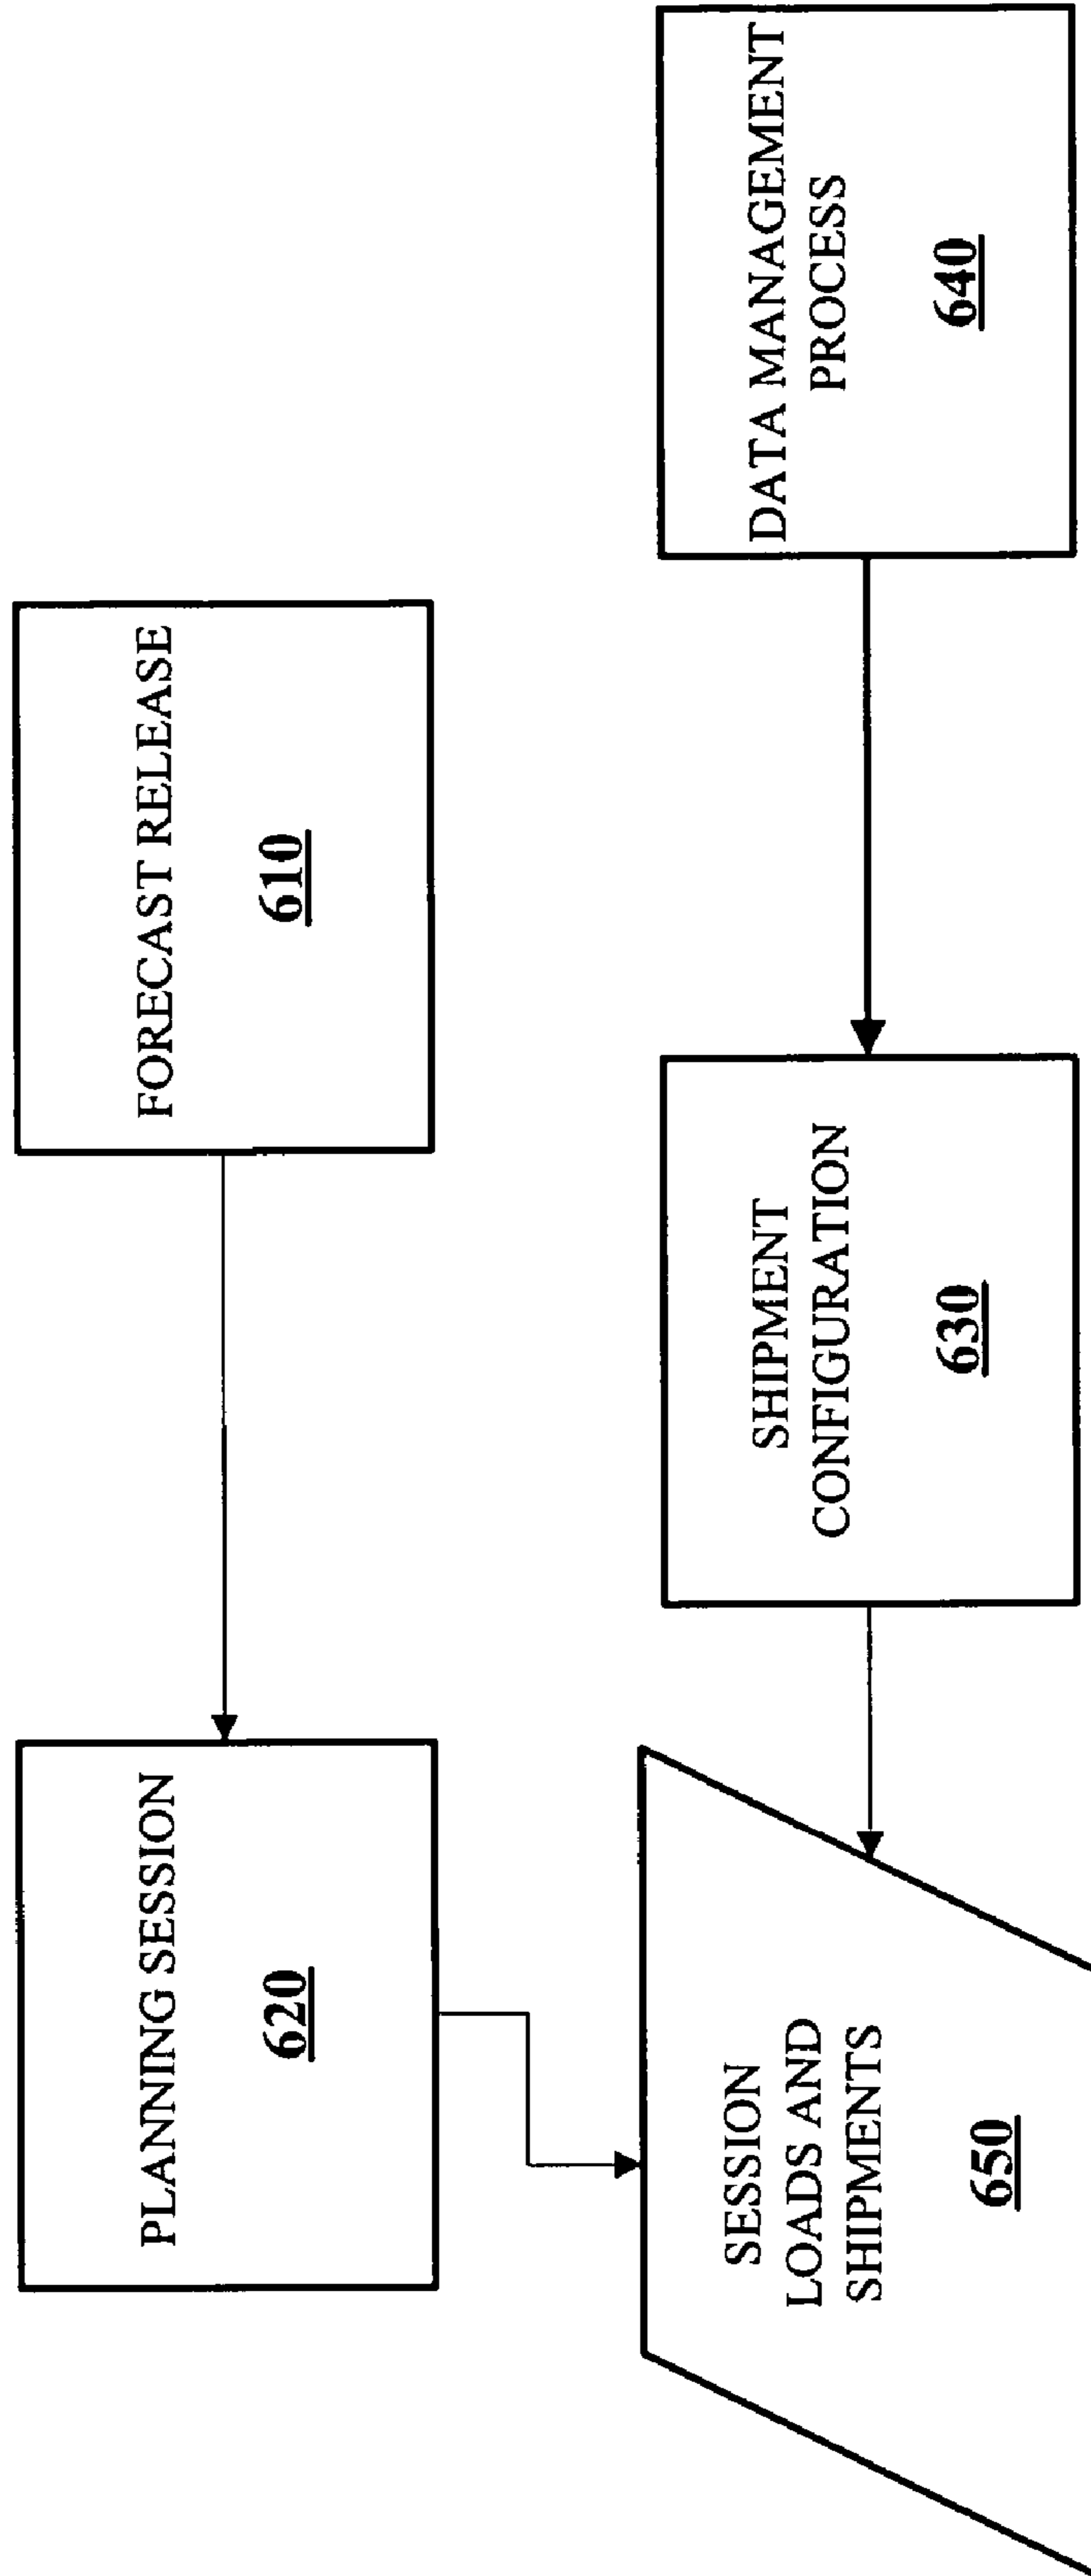 PLANNING SESSION
620
FORECAST RELEASE
610
SESSION
LOADS AND
SHIPMENTS
650
SHIPMENT
CONFIGURATION
630
DATA MANAGEMENT
PROCESS
640